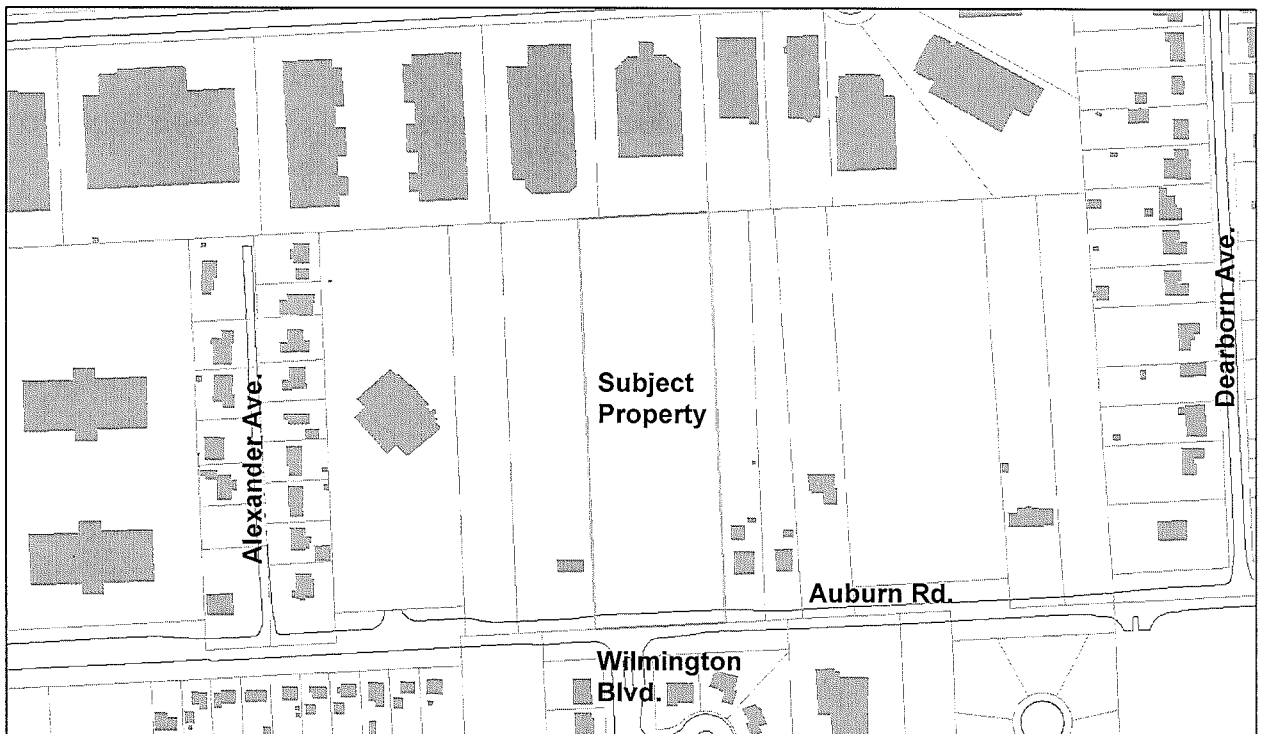 Subject
Property
Alexander Ave.
Dearborn Ave.
Auburn Rd.
Wilmington
Blvd.